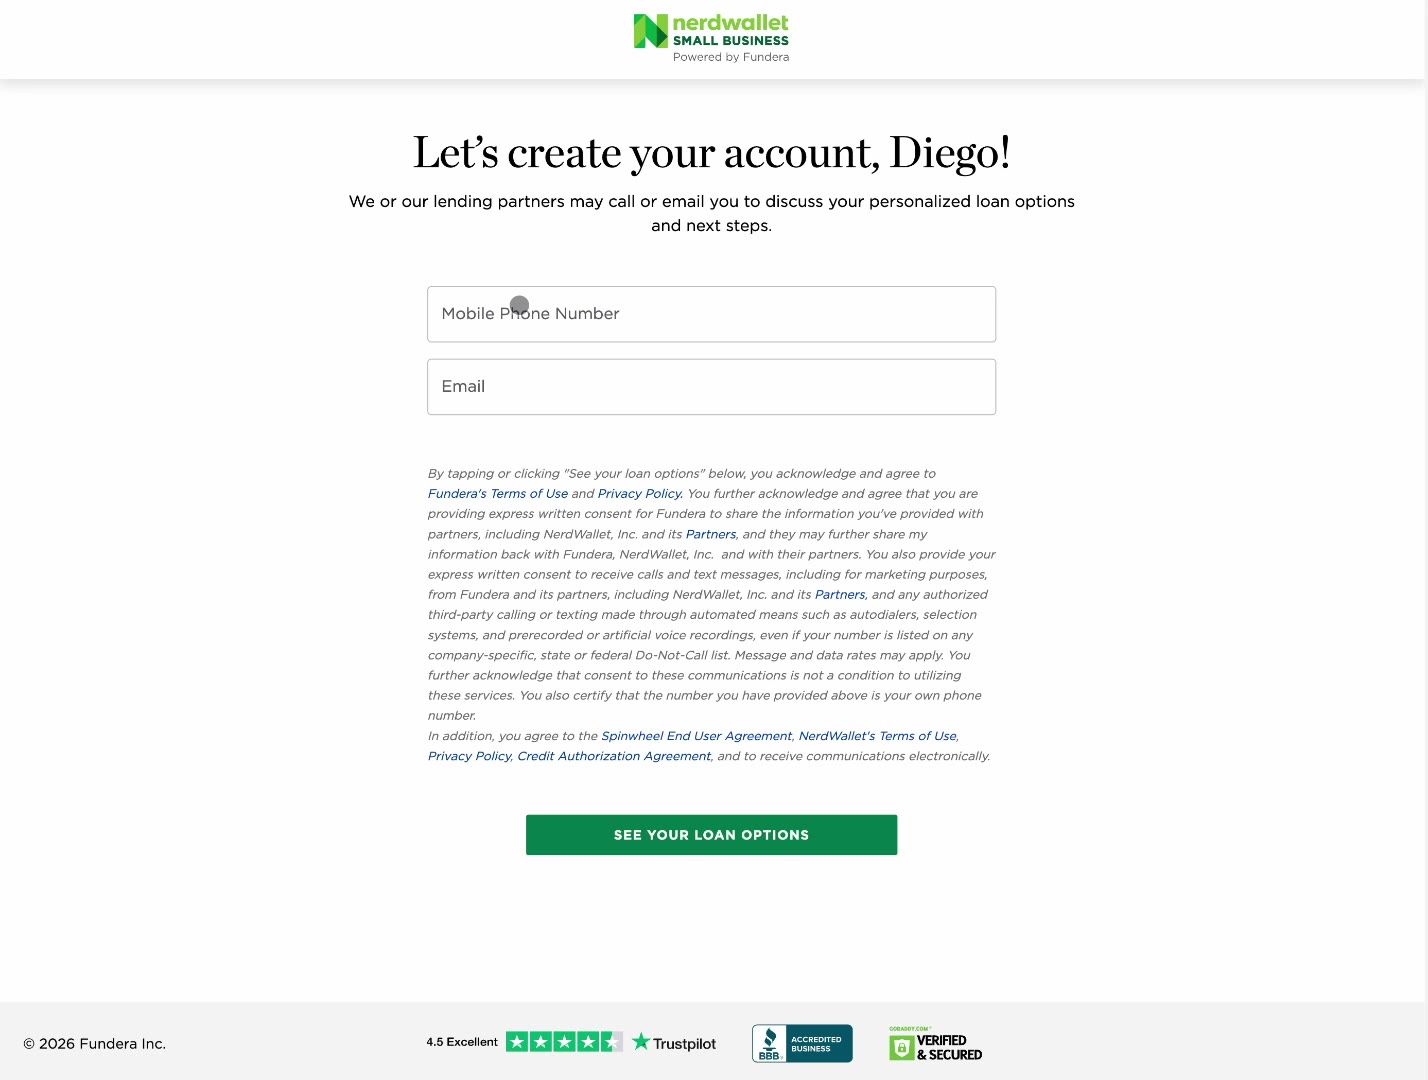 nerdwallet
SMALL BUSINESS
Powered by Fundera
Let's create your account, Diego!
We or our lending partners may call or email you to discuss your personalized loan options
and next steps.
Mobile Phone Number
Email
By tapping or clicking "See your loan options" below, you acknowledge and agree to
Fundera's Terms of Use and Privacy Policy. You further acknowledge and agree that you are
providing express written consent for Fundera to share the information you've provided with
partners, including NerdWallet, Inc. and its Partners, and they may further share my
information back with Fundera, NerdWallet, Inc. and with their partners. You also provide your
express written consent to receive calls and text messages, including for marketing purposes,
from Fundera and its partners, including NerdWallet, Inc. and its Partners, and any authorized
third-party calling or texting made through automated means such as autodialers, selection
systems, and prerecorded or artificial voice recordings, even if your number is listed on any
company-specific, state or federal Do-Not-Call list. Message and data rates may apply. You
further acknowledge that consent to these communications is not a condition to utilizing
these services. You also certify that the number you have provided above is your own phone
number.
In addition, you agree to the Spinwheel End User Agreement, NerdWallet's Terms of Use,
Privacy Policy, Credit Authorization Agreement, and to receive communications electronically.
SEE YOUR LOAN OPTIONS
© 2026 Fundera Inc.
4.5 Excellent
Trustpilot
BBB.
ACCREDITED
BUSINESS
GODADDY.COM
VERIFIED
& SECURED